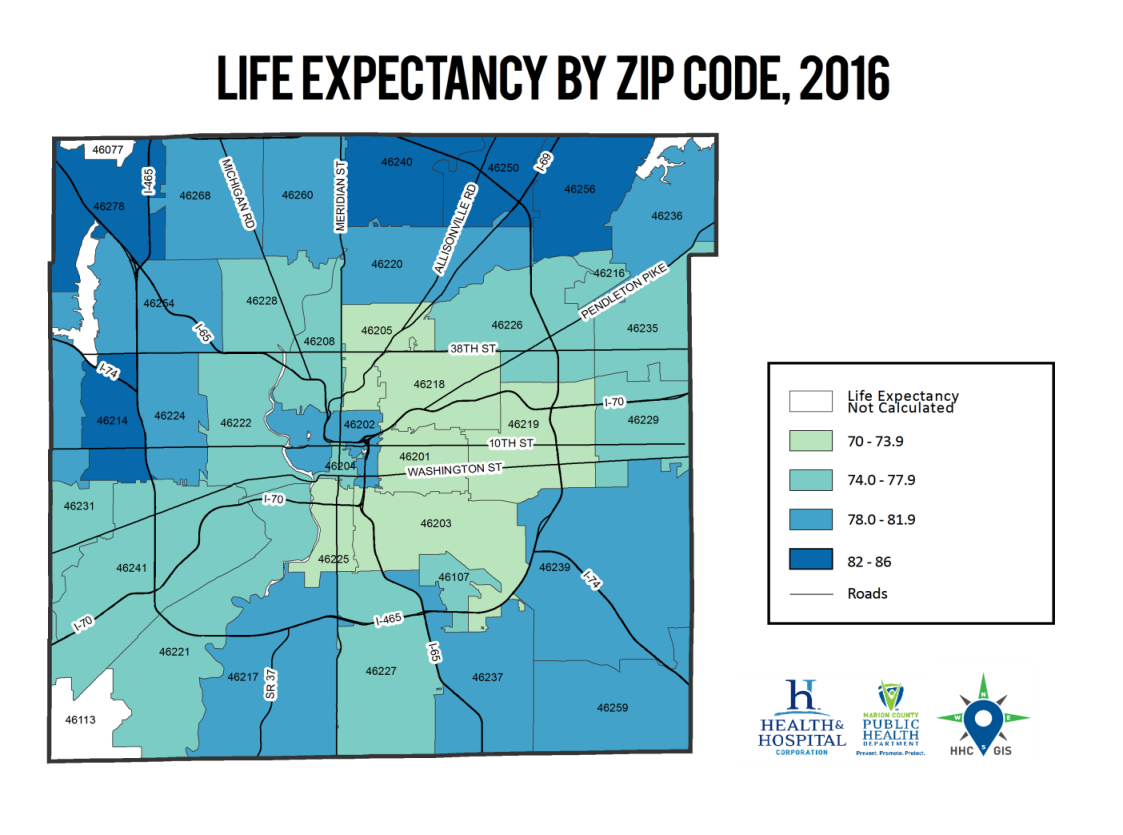 LIFE EXPECTANCY BY ZIP CODE, 2016
46077
I-465
46278
46268
MICHIGAN RD
46260
MERIDIAN ST
46240
46250
I-69
46256
ALLISONVILLE RD
46236
46220
46216
PENDLETON PIKE
46254
46228
I-65
46208
46205
46226
46235
38TH ST
I-74
46218
46214
46224
46222
46202
46219
I-70
46229
10TH ST
46201
46204
WASHINGTON ST
46231
I-70
46203
46225
46241
46107
46239
I-74
I-70
I-465
46221
I-65
46217
SR 37
46227
46237
46113
46259
Life Expectancy
Not Calculated
70 - 73.9
74.0 - 77.9
78.0 - 81.9
82 - 86
Roads
h
HEALTH&
HOSPITAL
CORPORATION
MARION COUNTY
PUBLIC
HEALTH
DEPARTMENT
Prevent. Promote. Protect.
N
W
E
S
HHC GIS